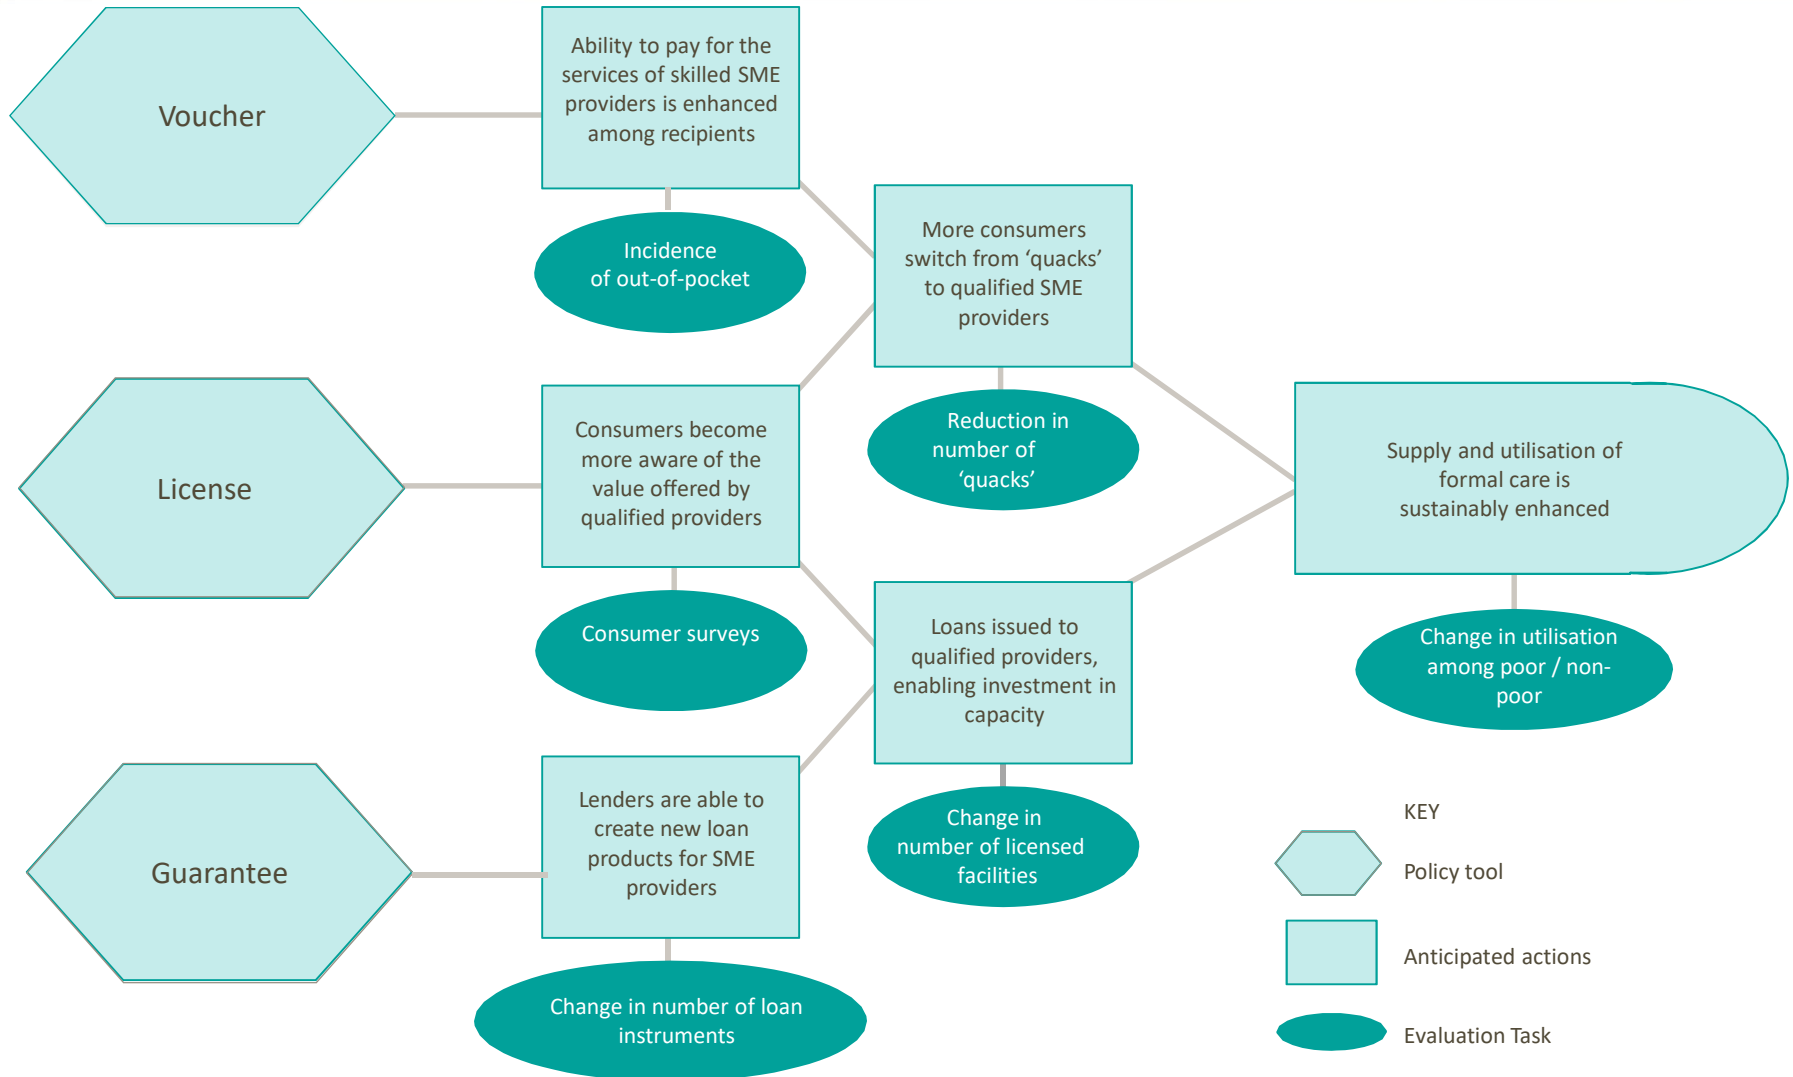 Voucher
Ability to pay for the
services of skilled SME
providers is enhanced
among recipients
Incidence
of out-of-pocket
More consumers
switch from ‘quacks’
to qualified SME
providers
Reduction in
number of
‘quacks’
License
Consumers become
more aware of the
value offered by
qualified providers
Consumer surveys
Supply and utilisation of
formal care is
sustainably enhanced
Change in utilisation
among poor / non-
poor
Loans issued to
qualified providers,
enabling investment in
capacity
Change in
number of licensed
facilities
Guarantee
Lenders are able to
create new loan
products for SME
providers
Change in number of loan
instruments
KEY
Policy tool
Anticipated actions
Evaluation Task